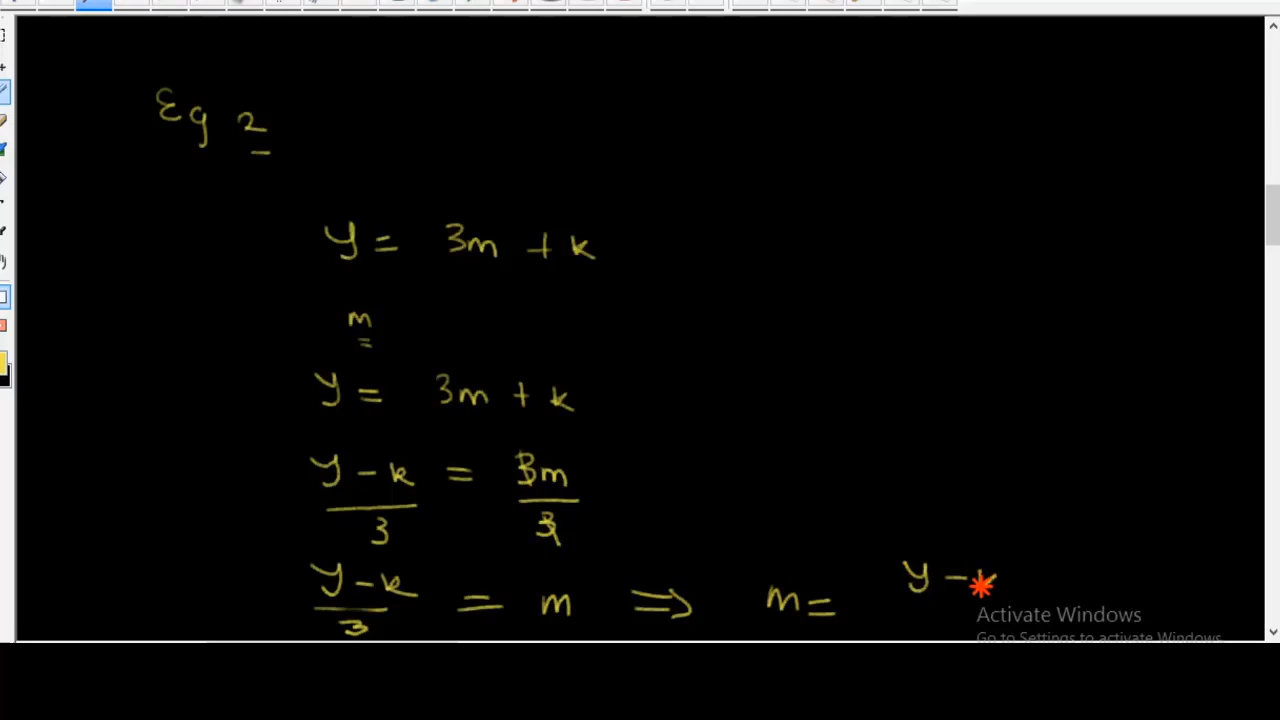 Eg 2
y = 3m + k
m
=
y = 3m + k
y - k = 3m
3 3
y - k = m ⇒ m = y - k
3
Activate Windows
Go to Settings to activate Windows.